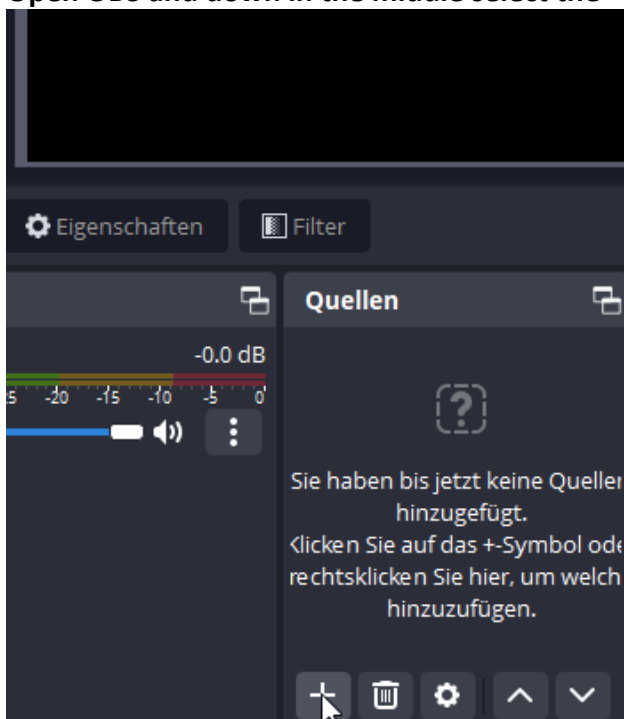 Open OBS and down in the middle select the
Eigenschaften
Filter
Quellen
-0.0 dB
-20 -15 -10 -5 0
Sie haben bis jetzt keine Queller
hinzugefügt.
Klicken Sie auf das +-Symbol ode
rechtsklicken Sie hier, um welch
hinzuzufügen.